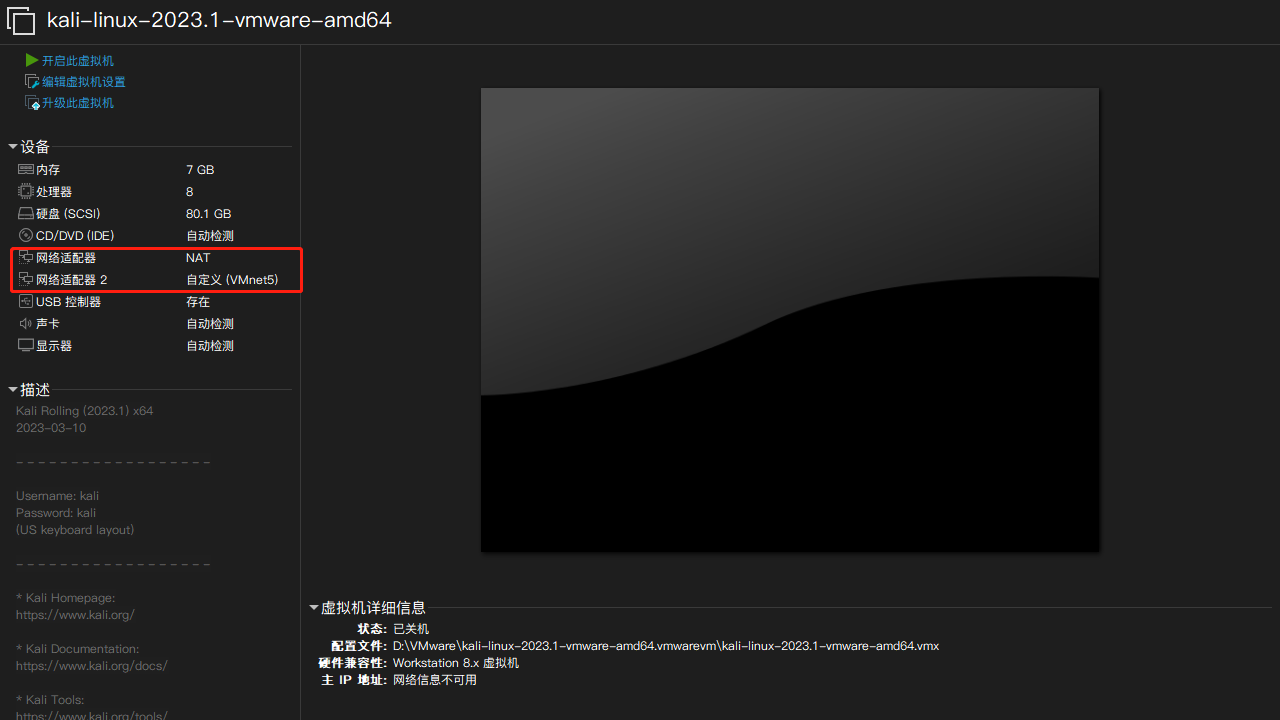 kali-linux-2023.1-vmware-amd64
开启此虚拟机
编辑虚拟机设置
升级此虚拟机
设备
内存 7 GB
处理器 8
硬盘 (SCSI) 80.1 GB
CD/DVD (IDE) 自动检测
网络适配器 NAT
网络适配器 2 自定义 (VMnet5)
USB 控制器 存在
声卡 自动检测
显示器 自动检测
描述
Kali Rolling (2023.1) x64
2023-03-10
- - - - - - - - - - - - - - - - - -
Username: kali
Password: kali
(US keyboard layout)
- - - - - - - - - - - - - - - - - -
* Kali Homepage:
https://www.kali.org/
* Kali Documentation:
https://www.kali.org/docs/
* Kali Tools:
https://www.kali.org/tools/
虚拟机详细信息
状态: 已关机
配置文件: D:\VMware\kali-linux-2023.1-vmware-amd64.vmwarevm\kali-linux-2023.1-vmware-amd64.vmx
硬件兼容性: Workstation 8.x 虚拟机
主 IP 地址: 网络信息不可用